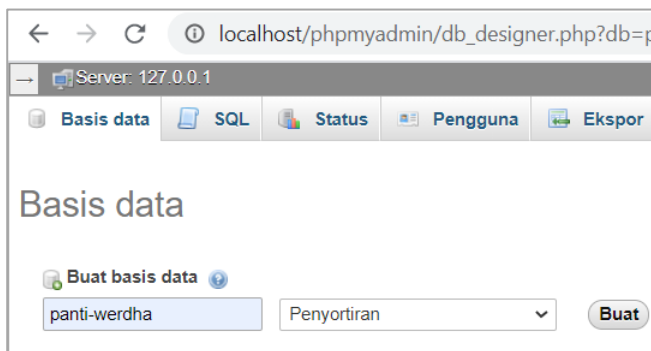 localhost/phpmyadmin/db_designer.php?db=p
Server: 127.0.0.1
Basis data SQL Status Pengguna Ekspor
Basis data
Buat basis data
panti-werdha Penyortiran Buat